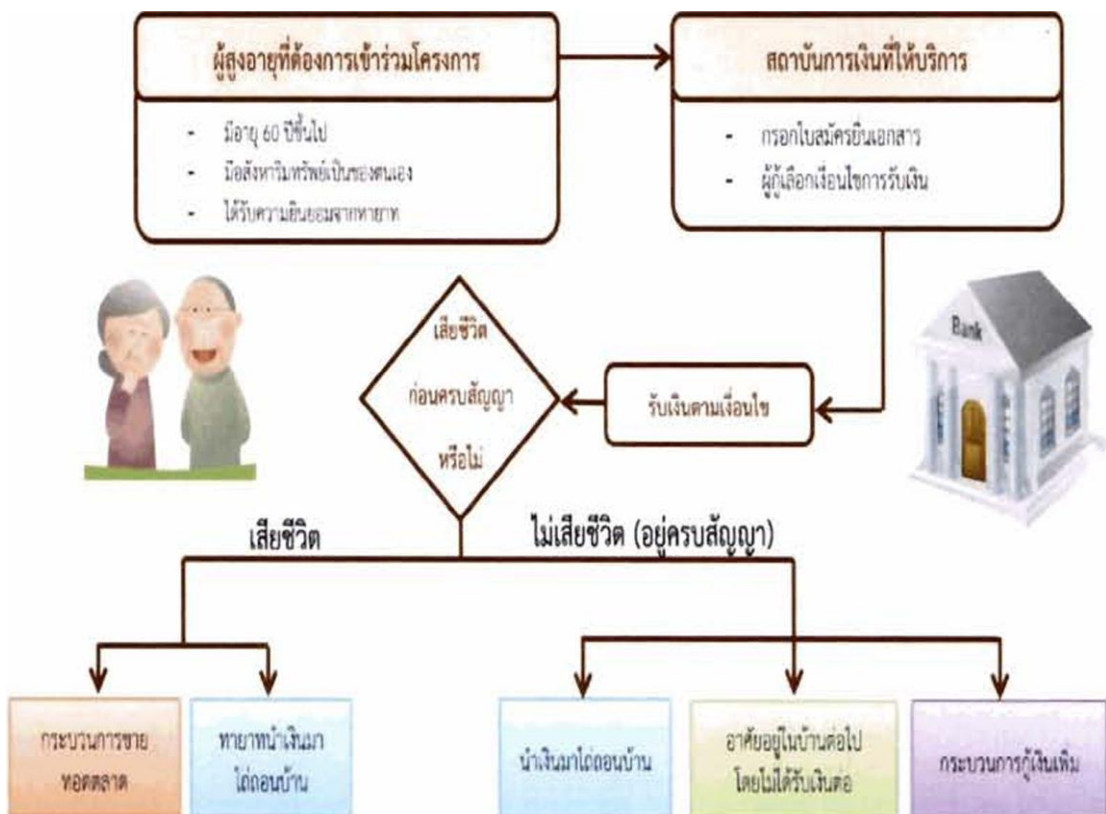 ผู้สูงอายุที่ต้องการเข้าร่วมโครงการ
- มีอายุ 60 ปีขึ้นไป
- มีอสังหาริมทรัพย์เป็นของตนเอง
- ได้รับความยินยอมจากทายาท
สถาบันการเงินที่ให้บริการ
- กรอกใบสมัครยื่นเอกสาร
- ผู้กู้เลือกเงื่อนไขการรับเงิน
Bank
รับเงินตามเงื่อนไข
เสียชีวิต
ก่อนครบสัญญา
หรือไม่
เสียชีวิต
ไม่เสียชีวิต (อยู่ครบสัญญา)
กระบวนการขาย
ทอดตลาด
ทายาทนำเงินมา
ไถ่ถอนบ้าน
นำเงินมาไถ่ถอนบ้าน
อาศัยอยู่ในบ้านต่อไป
โดยไม่ได้รับเงินต่อ
กระบวนการกู้เงินเพิ่ม